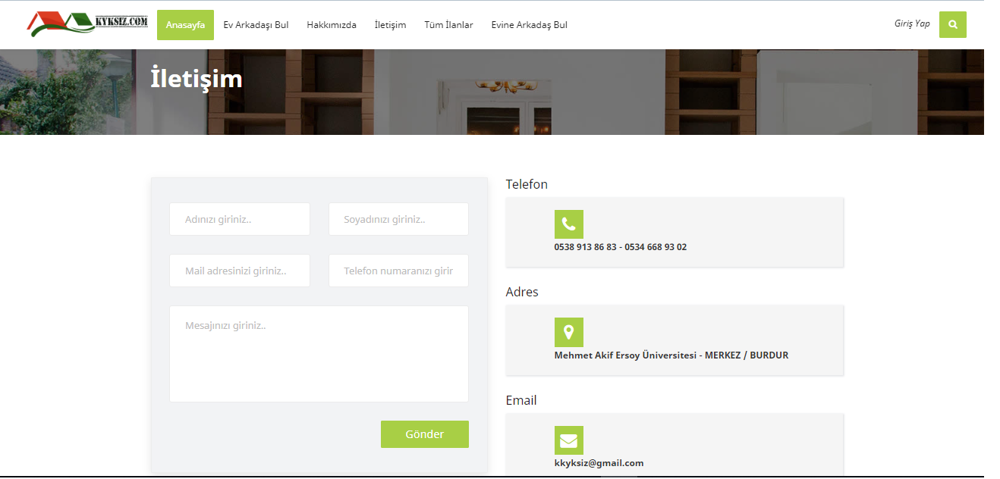 KYKSIZ.COM
Anasayfa
Ev Arkadaşı Bul
Hakkımızda
İletişim
Tüm İlanlar
Evine Arkadaş Bul
Giriş Yap
İletişim
Adınızı giriniz..
Soyadınızı giriniz..
Mail adresinizi giriniz..
Telefon numaranızı girir
Mesajınızı giriniz..
Gönder
Telefon
0538 913 86 83 - 0534 668 93 02
Adres
Mehmet Akif Ersoy Üniversitesi - MERKEZ / BURDUR
Email
kkyksiz@gmail.com